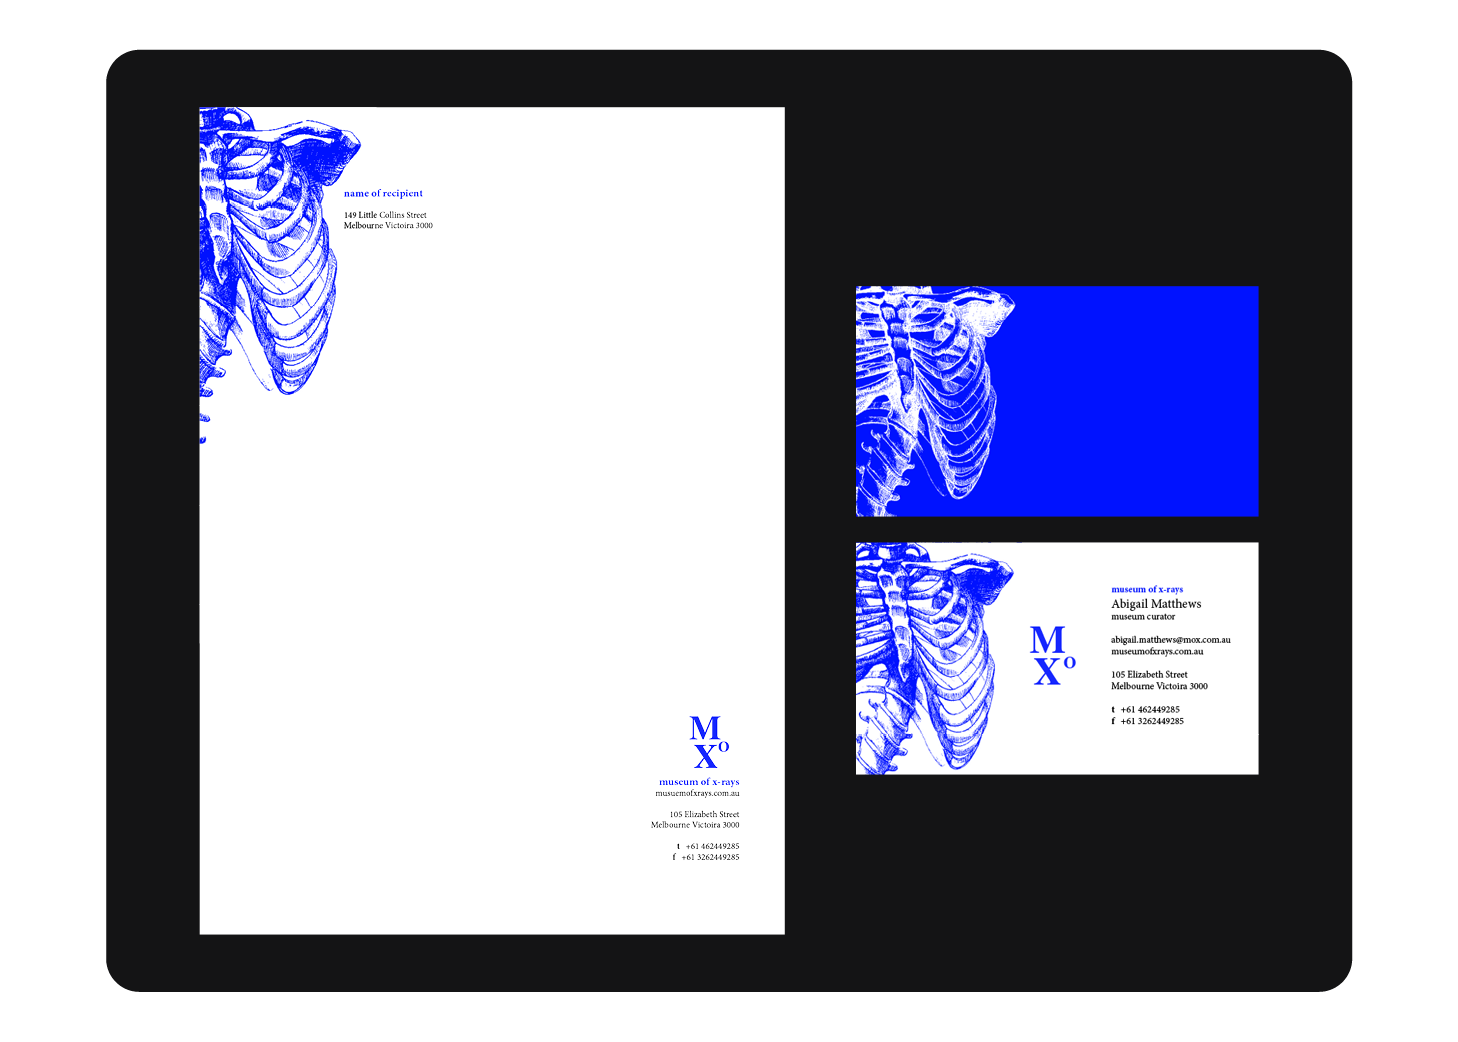 name of recipient
149 Little Collins Street
Melbourne Victoira 3000
M
XO
museum of x-rays
musuemofxrays.com.au
105 Elizabeth Street
Melbourne Victoira 3000
t +61 462449285
f +61 3262449285
M
XO
museum of x-rays
Abigail Matthews
museum curator
abigail.matthews@mox.com.au
museumofxrays.com.au
105 Elizabeth Street
Melbourne Victoira 3000
t +61 462449285
f +61 3262449285